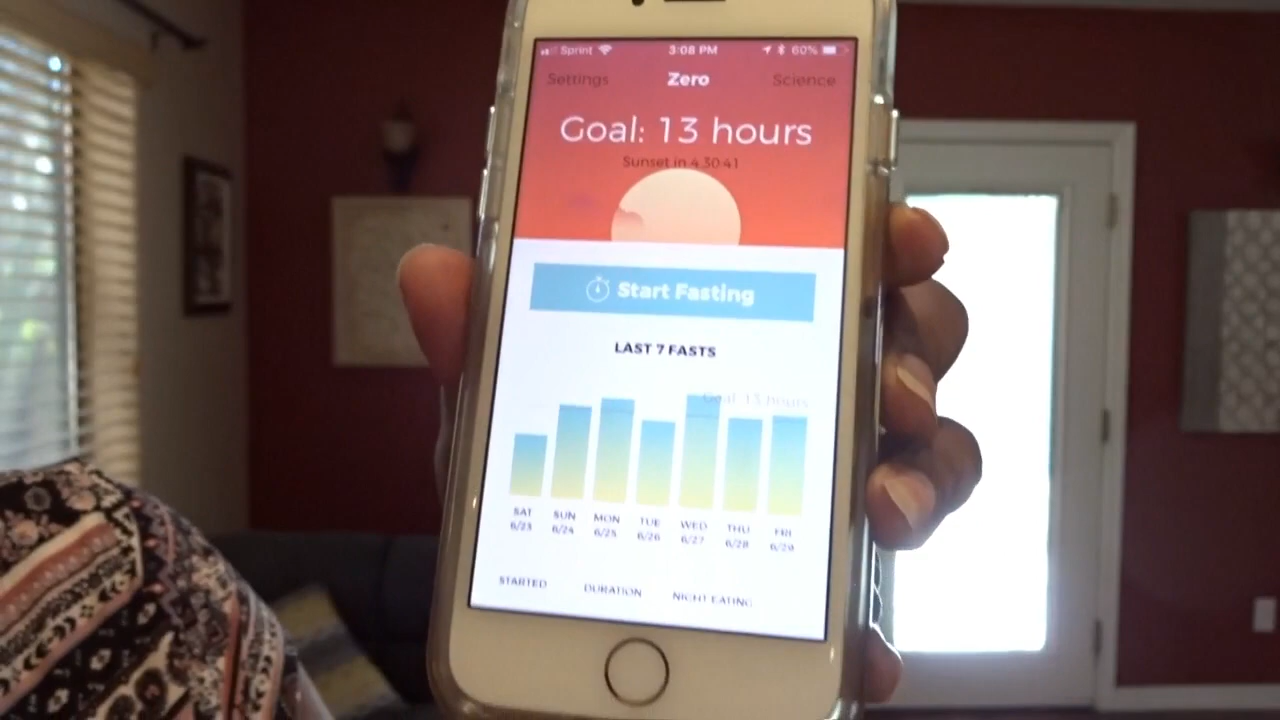 Sprint 3:08 PM 60%
Settings Zero Science
Goal: 13 hours
Sunset in 4:30:41
Start Fasting
LAST 7 FASTS
Goal: 13 hours
SAT SUN MON TUE WED THU FRI
6/23 6/24 6/25 6/26 6/27 6/28 6/29
STARTED DURATION NIGHT EATING